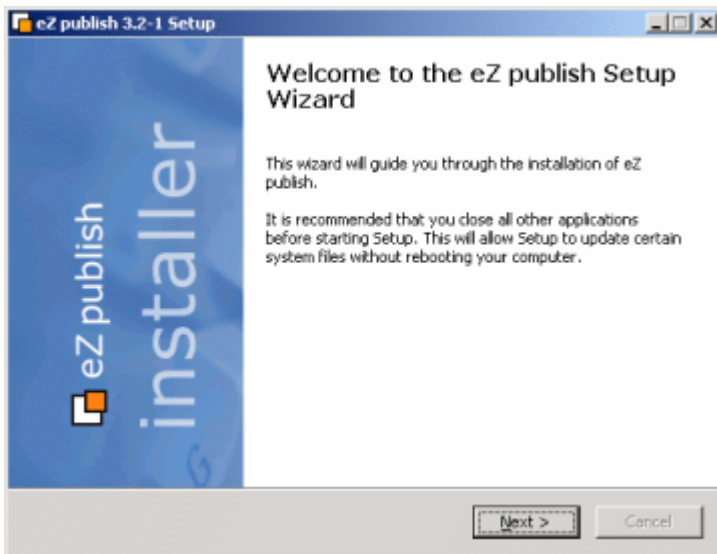 eZ publish 3.2-1 Setup
eZ publish
installer
Welcome to the eZ publish Setup
Wizard
This wizard will guide you through the installation of eZ
publish.
It is recommended that you close all other applications
before starting Setup. This will allow Setup to update certain
system files without rebooting your computer.
Next >
Cancel